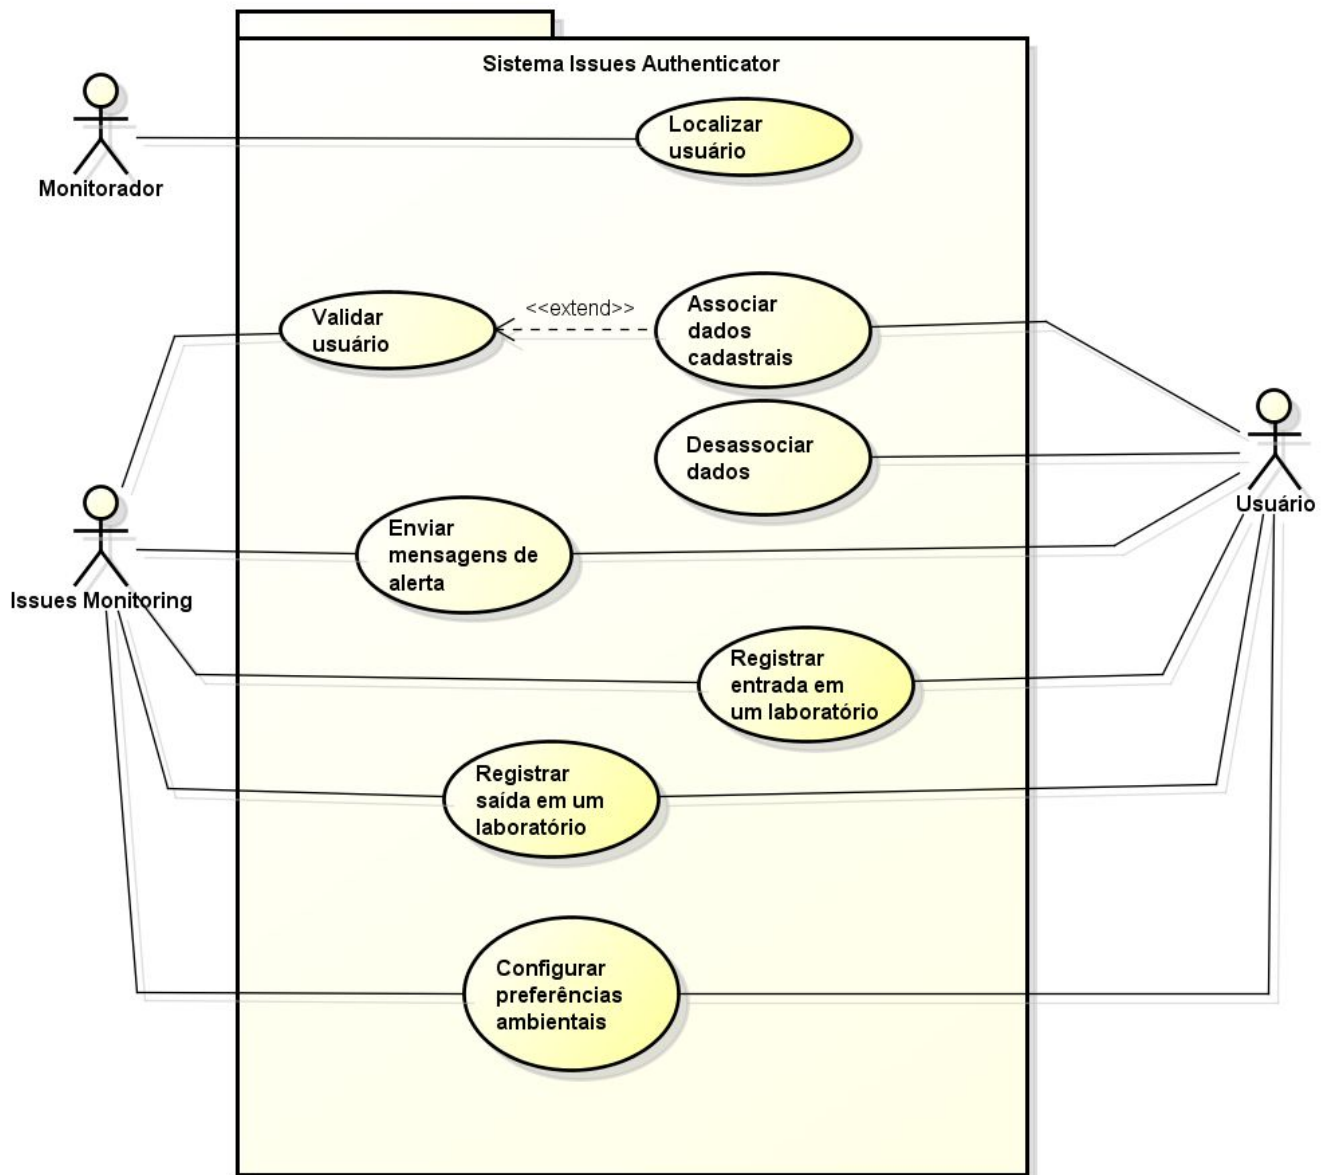 Sistema Issues Authenticator
Localizar
usuário
Monitorador
Validar
usuário
<<extend>>
Associar
dados
cadastrais
Desassociar
dados
Usuário
Enviar
mensagens de
alerta
Issues Monitoring
Registrar
entrada em
um laboratório
Registrar
saída em um
laboratório
Configurar
preferências
ambientais